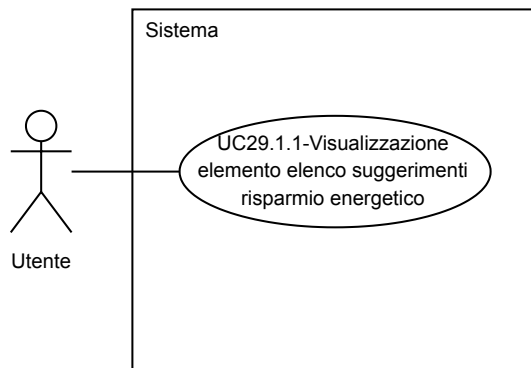 Sistema
UC29.1.1-Visualizzazione
elemento elenco suggerimenti
risparmio energetico
Utente